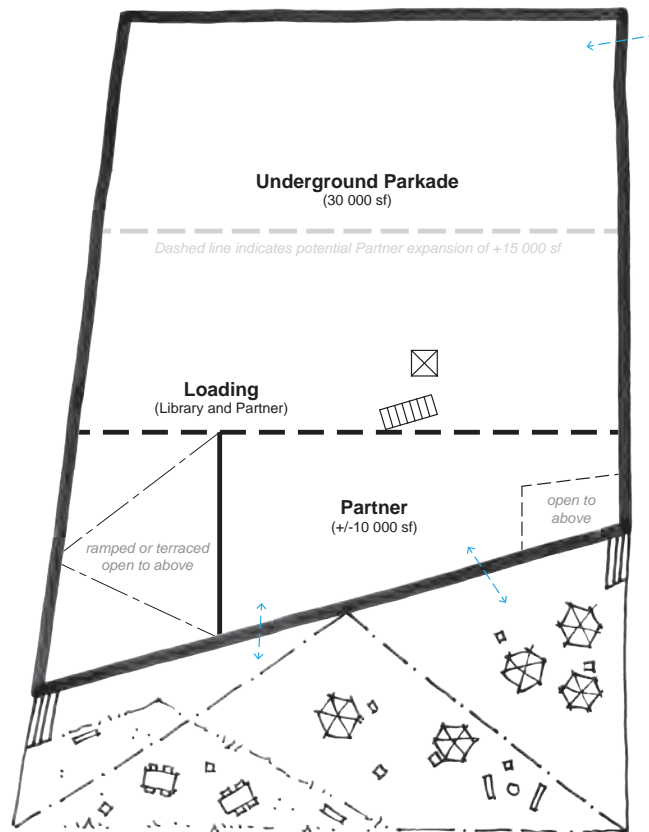 Underground Parkade
(30 000 sf)
Dashed line indicates potential Partner expansion of +15 000 sf
Loading
(Library and Partner)
Partner
(+/-10 000 sf)
open to
above
ramped or terraced
open to above